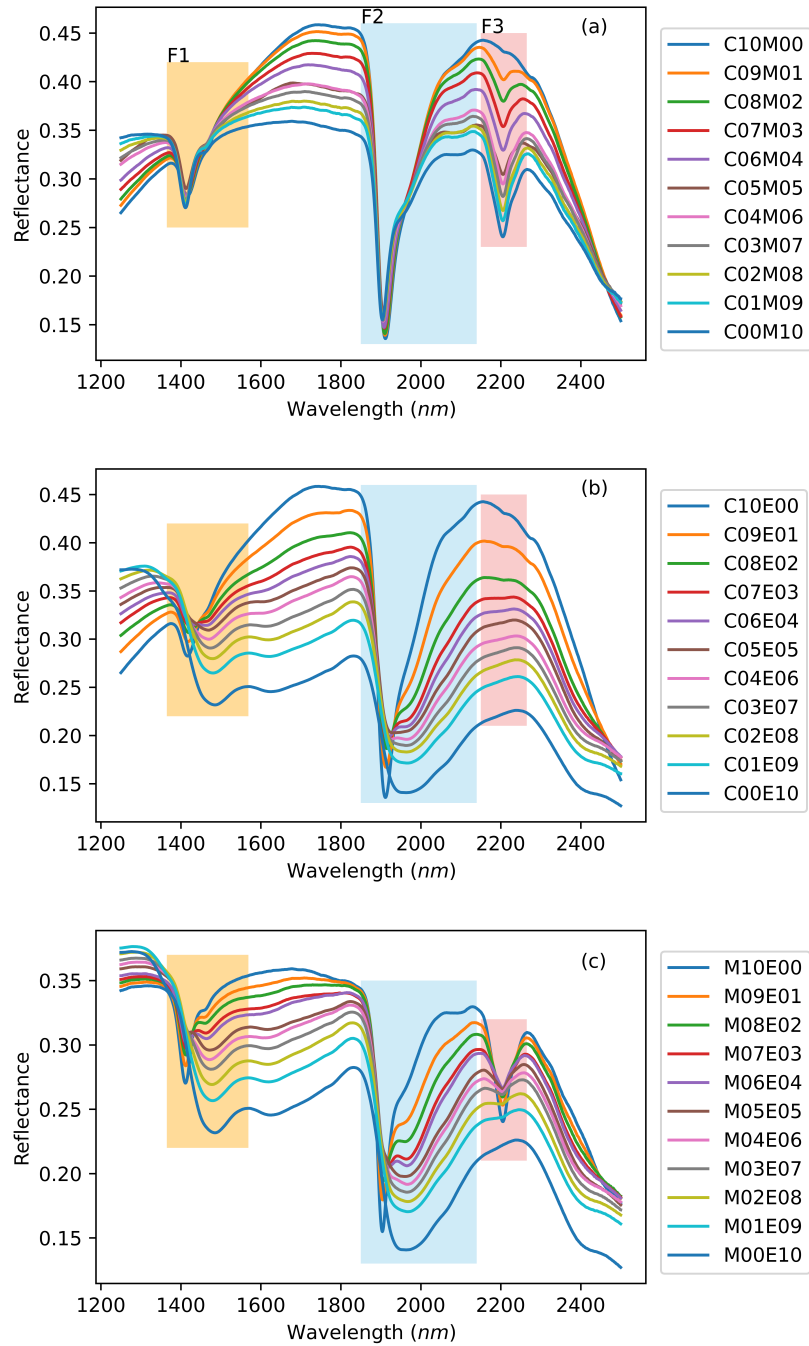 F1
F2
F3
(a)
0.45
0.40
0.35
0.30
0.25
0.20
0.15
Reflectance
1200 1400 1600 1800 2000 2200 2400
Wavelength (nm)
C10M00
C09M01
C08M02
C07M03
C06M04
C05M05
C04M06
C03M07
C02M08
C01M09
C00M10
(b)
0.45
0.40
0.35
0.30
0.25
0.20
0.15
Reflectance
1200 1400 1600 1800 2000 2200 2400
Wavelength (nm)
C10E00
C09E01
C08E02
C07E03
C06E04
C05E05
C04E06
C03E07
C02E08
C01E09
C00E10
(c)
0.35
0.30
0.25
0.20
0.15
Reflectance
1200 1400 1600 1800 2000 2200 2400
Wavelength (nm)
M10E00
M09E01
M08E02
M07E03
M06E04
M05E05
M04E06
M03E07
M02E08
M01E09
M00E10